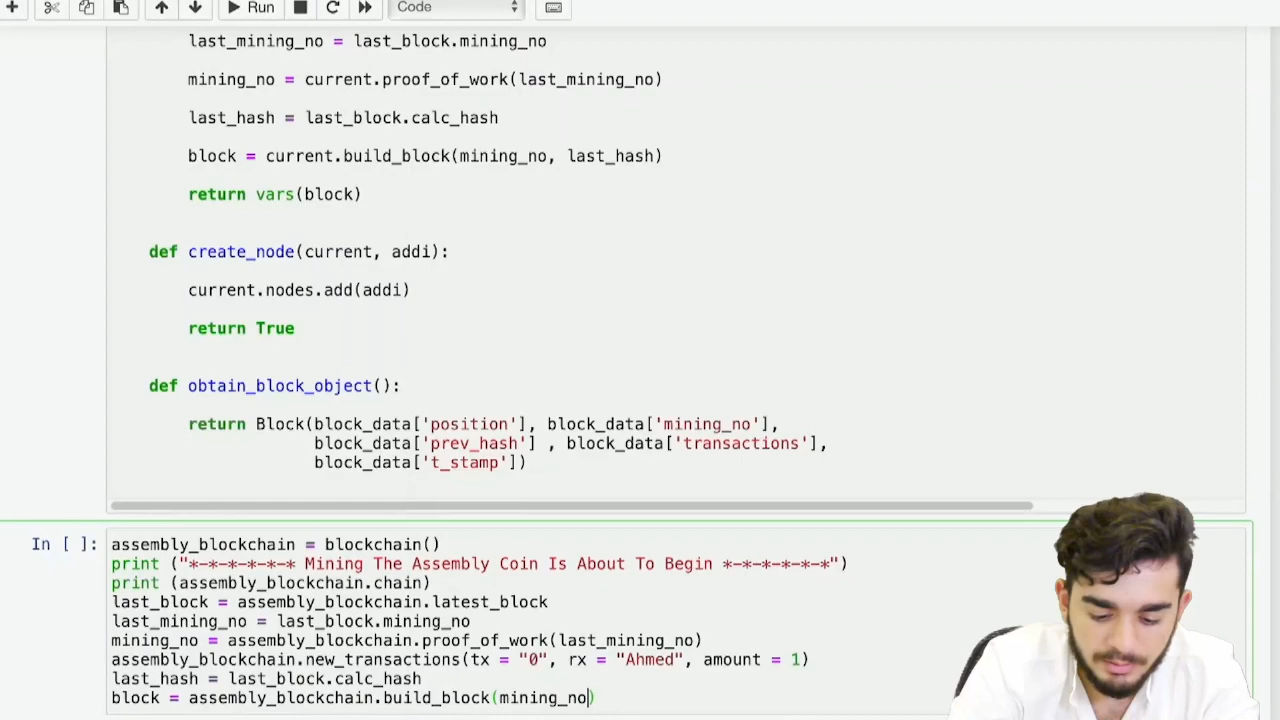 Run
Code
last_mining_no = last_block.mining_no
mining_no = current.proof_of_work(last_mining_no)
last_hash = last_block.calc_hash
block = current.build_block(mining_no, last_hash)
return vars(block)
def create_node(current, addi):
current.nodes.add(addi)
return True
def obtain_block_object():
return Block(block_data['position'], block_data['mining_no'],
block_data['prev_hash'] , block_data['transactions'],
block_data['t_stamp'])
In [ ]: assembly_blockchain = blockchain()
print ("*-*-*-*-*-* Mining The Assembly Coin Is About To Begin *-*-*-*-*-*")
print (assembly_blockchain.chain)
last_block = assembly_blockchain.latest_block
last_mining_no = last_block.mining_no
mining_no = assembly_blockchain.proof_of_work(last_mining_no)
assembly_blockchain.new_transactions(tx = "0", rx = "Ahmed", amount = 1)
last_hash = last_block.calc_hash
block = assembly_blockchain.build_block(mining_no)